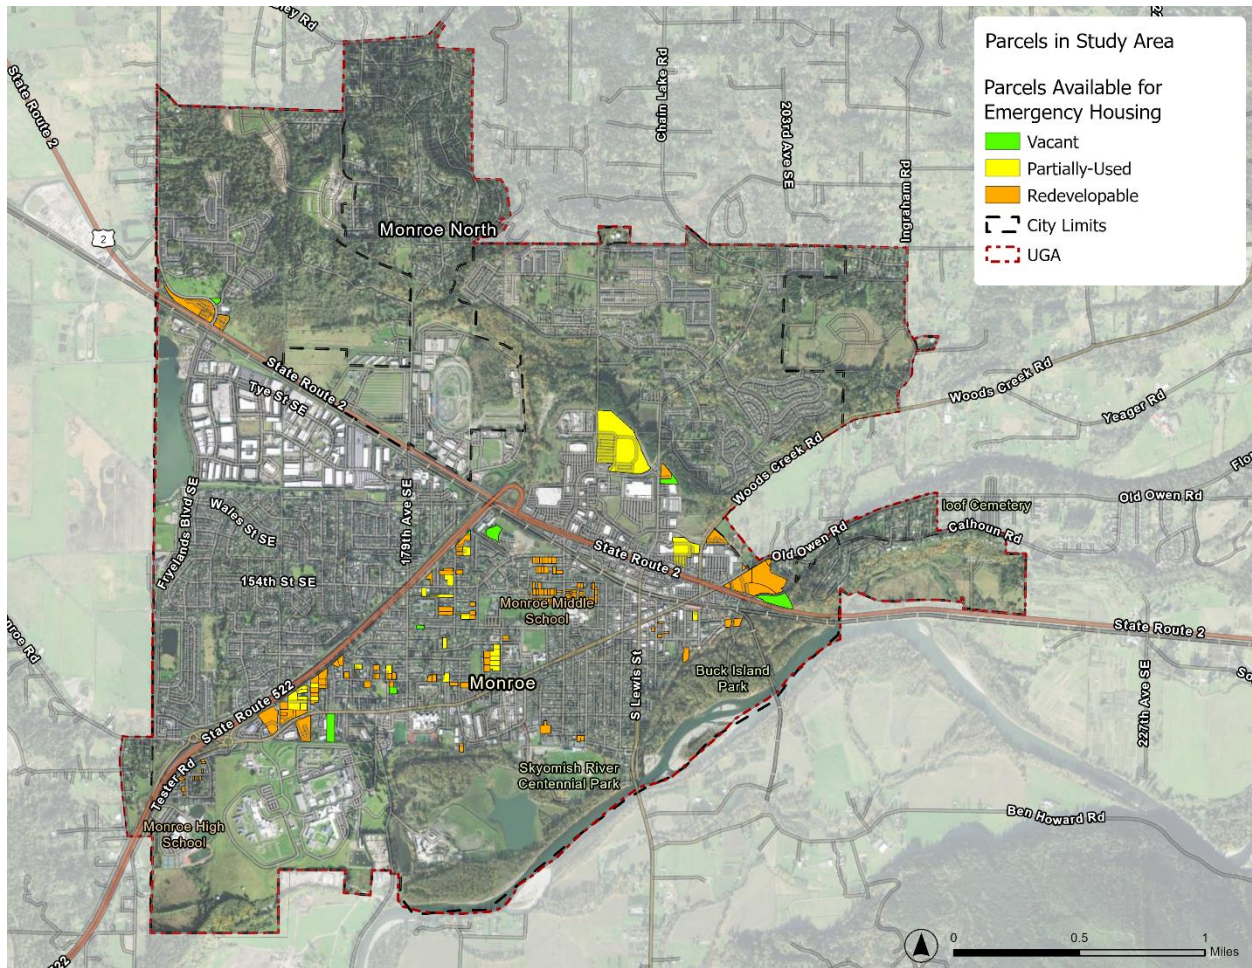 Parcels in Study Area
Parcels Available for
Emergency Housing
Vacant
Partially-Used
Redevelopable
City Limits
UGA
State Route 2
2
Chain Lake Rd
203rd Ave SE
Ingraham Rd
Monroe North
State Route 2
Tye St SE
Woods Creek Rd
Yeager Rd
Woods Creek Rd
Old Owen Rd
Ioof Cemetery
Calhoun Rd
Old Owen Rd
Fryelands Blvd SE
Wales St SE
179th Ave SE
154th St SE
State Route 2
Monroe Middle
School
State Route 2
Buck Island
Park
Monroe
S Lewis St
227th Ave SE
State Route 522
Tester Rd
Skyomish River
Centennial Park
Monroe High
School
Ben Howard Rd
0
0.5
1
Miles